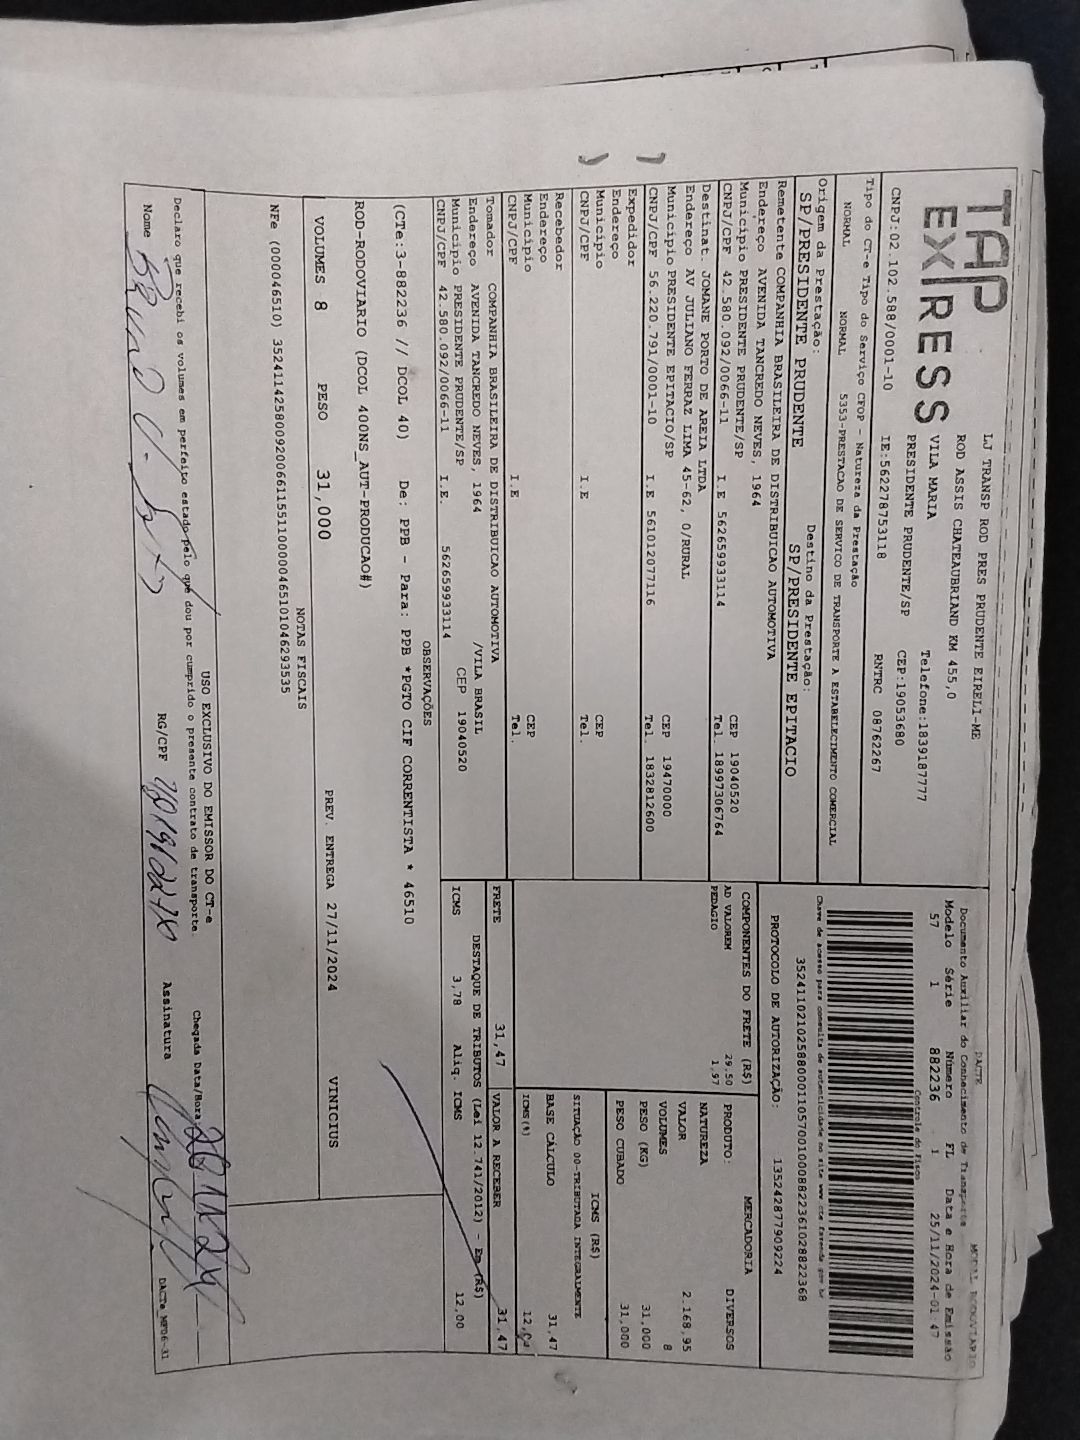 TAP
EXPRESS
LJ TRANSP ROD PRES PRUDENTE EIRELI-ME
ROD ASSIS CHATEAUBRIAND KM 455,0
VILA MARIA Telefone:1839187777
PRESIDENTE PRUDENTE/SP CEP:19053680
CNPJ:02.102.588/0001-10 IE:562278753118 RNTRC 08762267
DACTE MODAL RODOVIARIO
Documento Auxiliar do Conhecimento de Transporte
Modelo Série Número FL Data e Hora de Emissão
57 1 882236 1 25/11/2024-01:47
Controle do Fisco
Chave de acesso para consulta de autenticidade no site www.cte.fazenda.gov.br
PROTOCOLO DE AUTORIZAÇÃO: 135242877909224
Tipo do CT-e Tipo do Serviço CFOP - Natureza da Prestação
NORMAL NORMAL 5353-PRESTACAO DE SERVICO DE TRANSPORTE A ESTABELECIMENTO COMERCIAL
Origem da Prestação: Destino da Prestação:
SP/PRESIDENTE PRUDENTE SP/PRESIDENTE EPITACIO
Remetente COMPANHIA BRASILEIRA DE DISTRIBUICAO AUTOMOTIVA
Endereço AVENIDA TANCREDO NEVES, 1964
Município PRESIDENTE PRUDENTE/SP CEP 19040520
CNPJ/CPF 42.580.092/0066-11 I.E 562659933114 Tel. 18997306764
Destinat. JOMANE PORTO DE AREIA LTDA
Endereço AV JULIANO FERRAZ LIMA 45-62, 0/RURAL
Município PRESIDENTE EPITACIO/SP CEP 19470000
CNPJ/CPF 56.220.791/0001-10 I.E 561012077116 Tel. 1832812600
Expedidor
Endereço
Município CEP
CNPJ/CPF I.E Tel.
Recebedor
Endereço
Município CEP
CNPJ/CPF I.E Tel.
Tomador COMPANHIA BRASILEIRA DE DISTRIBUICAO AUTOMOTIVA
Endereço AVENIDA TANCREDO NEVES, 1964 /VILA BRASIL
Município PRESIDENTE PRUDENTE/SP CEP 19040520
CNPJ/CPF 42.580.092/0066-11 I.E. 562659933114
COMPONENTES DO FRETE (R$)
AD VALOREM 29,50
PEDAGIO 1,97
MERCADORIA
PRODUTO: DIVERSOS
NATUREZA
VALOR 2.168,95
VOLUMES 8
PESO (KG) 31,000
PESO CUBADO 31,000
ICMS (R$)
SITUAÇÃO 00-TRIBUTADA INTEGRALMENTE
BASE CÁLCULO 31,47
ICMS(%)
FRETE 31,47 VALOR A RECEBER 31,47
DESTAQUE DE TRIBUTOS (Lei 12.741/2012) - Em (R$)
ICMS 3,78 Aliq. ICMS 12,00
OBSERVAÇÕES
(CTe:3-882236 // DCOL 40) De: PPB - Para: PPB *PGTO CIF CORRENTISTA * 46510
ROD-RODOVIARIO (DCOL 400NS_AUT-PRODUCAO#)
VOLUMES 8 PESO 31,000 PREV. ENTREGA 27/11/2024 VINICIUS
NOTAS FISCAIS
NFe (000046510) 35241142580092006611551100000465101046293535
USO EXCLUSIVO DO EMISSOR DO CT-e
Declaro que recebi os volumes em perfeito estado pelo que dou por cumprido o presente contrato de transporte.
Chegada Data/Hora
Nome RG/CPF Assinatura
DACTe_MFD6-31